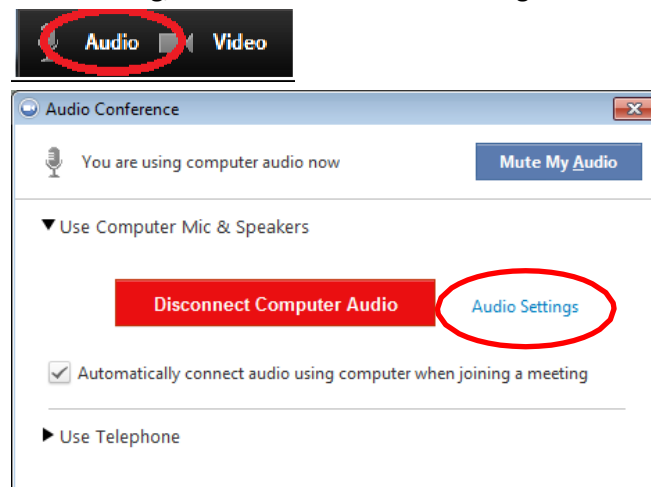 Audio Video
Audio Conference
You are using computer audio now Mute My Audio
Use Computer Mic & Speakers
Disconnect Computer Audio Audio Settings
Automatically connect audio using computer when joining a meeting
Use Telephone